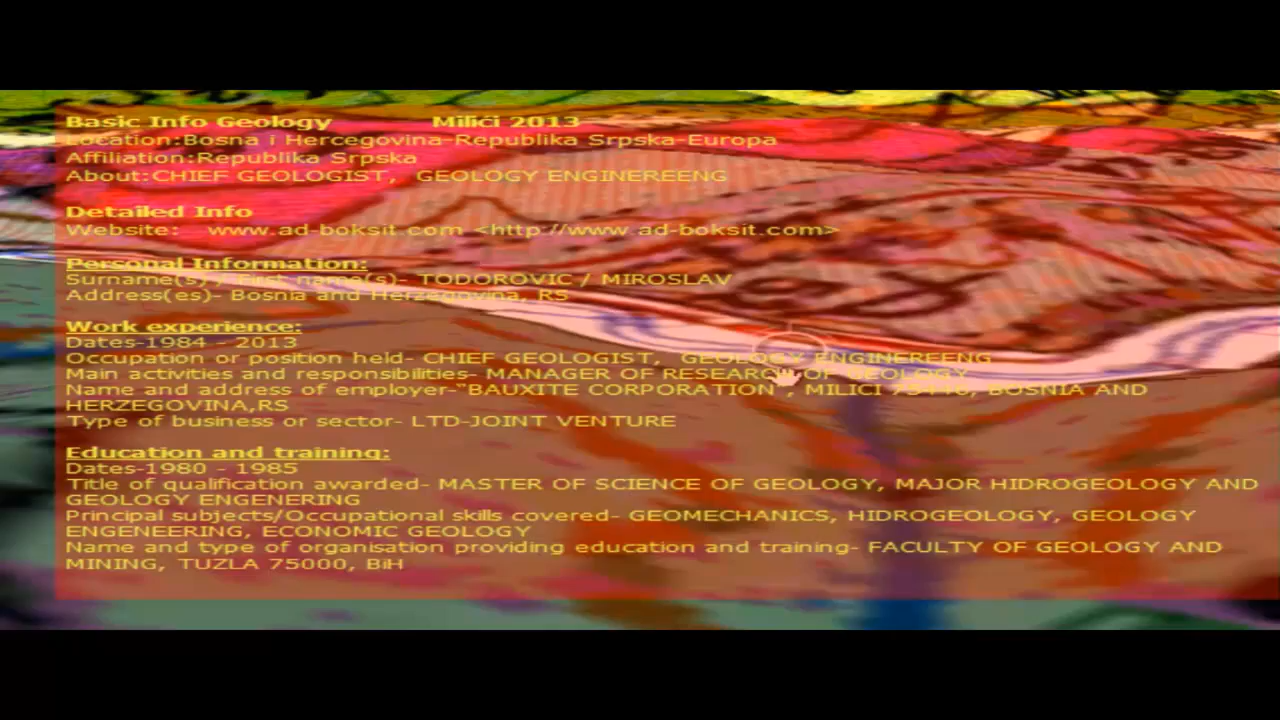 Basic Info Geology Milići 2013
Location:Bosna i Hercegovina-Republika Srpska-Europa
Affiliation:Republika Srpska
About:CHIEF GEOLOGIST, GEOLOGY ENGINEREENG
Detailed Info
Website: www.ad-boksit.com <http://www.ad-boksit.com>
Personal Information:
Surname(s) / First name(s)- TODOROVIC / MIROSLAV
Address(es)- Bosnia and Herzegovina, RS
Work experience:
Dates-1984 - 2013
Occupation or position held- CHIEF GEOLOGIST, GEOLOGY ENGINEREENG
Main activities and responsibilities- MANAGER OF RESEARCH OF GEOLOGY
Name and address of employer-"BAUXITE CORPORATION", MILICI 75446, BOSNIA AND
HERZEGOVINA,RS
Type of business or sector- LTD-JOINT VENTURE
Education and training:
Dates-1980 - 1985
Title of qualification awarded- MASTER OF SCIENCE OF GEOLOGY, MAJOR HIDROGEOLOGY AND
GEOLOGY ENGENERING
Principal subjects/Occupational skills covered- GEOMECHANICS, HIDROGEOLOGY, GEOLOGY
ENGENEERING, ECONOMIC GEOLOGY
Name and type of organisation providing education and training- FACULTY OF GEOLOGY AND
MINING, TUZLA 75000, BiH